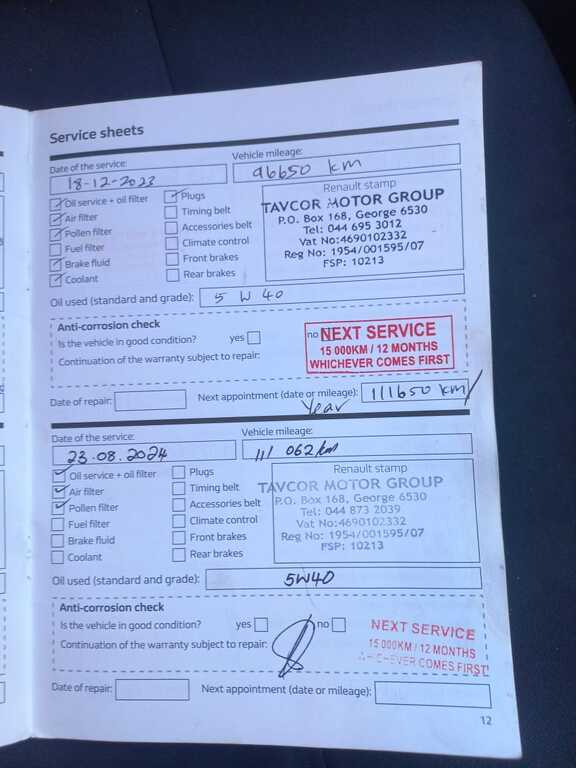 Service sheets
Date of the service: Vehicle mileage:
18-12-2023 96650 km
Oil service + oil filter Plugs
Air filter Timing belt
Pollen filter Accessories belt
Fuel filter Climate control
Brake fluid Front brakes
Coolant Rear brakes
Renault stamp
TAVCOR MOTOR GROUP
P.O. Box 168, George 6530
Tel: 044 695 3012
Vat No:4690102332
Reg No: 1954/001595/07
FSP: 10213
Oil used (standard and grade): 5 W 40
Anti-corrosion check
Is the vehicle in good condition? yes no
Continuation of the warranty subject to repair:
NEXT SERVICE
15 000KM / 12 MONTHS
WHICHEVER COMES FIRST
Date of repair: Next appointment (date or mileage): 111650 km/
Year
Date of the service: Vehicle mileage:
23.08.2024 111 062 km
Oil service + oil filter Plugs
Air filter Timing belt
Pollen filter Accessories belt
Fuel filter Climate control
Brake fluid Front brakes
Coolant Rear brakes
Renault stamp
TAVCOR MOTOR GROUP
P.O. Box 168, George 6530
Tel: 044 873 2039
Vat No:4690102332
Reg No: 1954/001595/07
FSP: 10213
Oil used (standard and grade): 5W40
Anti-corrosion check
Is the vehicle in good condition? yes no
Continuation of the warranty subject to repair:
NEXT SERVICE
15 000KM / 12 MONTHS
WHICHEVER COMES FIRST
Date of repair: Next appointment (date or mileage):
12